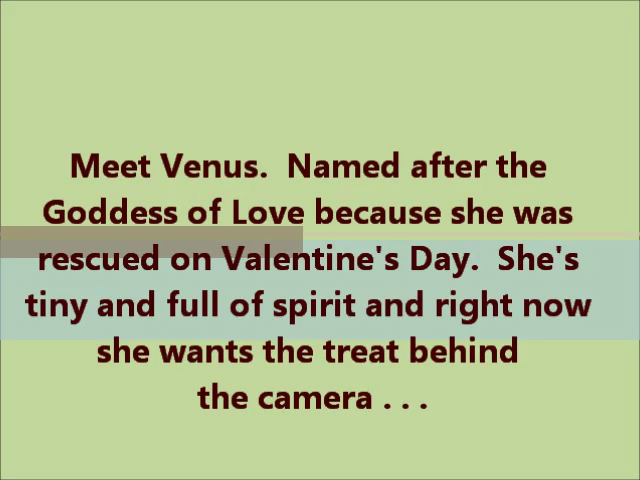 Meet Venus.  Named after the
Goddess of Love because she was
rescued on Valentine's Day.  She's
tiny and full of spirit and right now
she wants the treat behind
the camera . . .